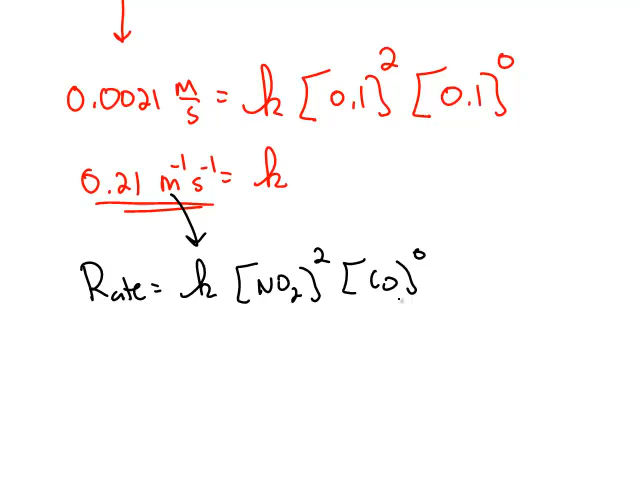 0.0021 M/s = k [0.1]² [0.1]⁰
0.21 m⁻¹ s⁻¹ = k
Rate = k [NO₂]² [CO]⁰